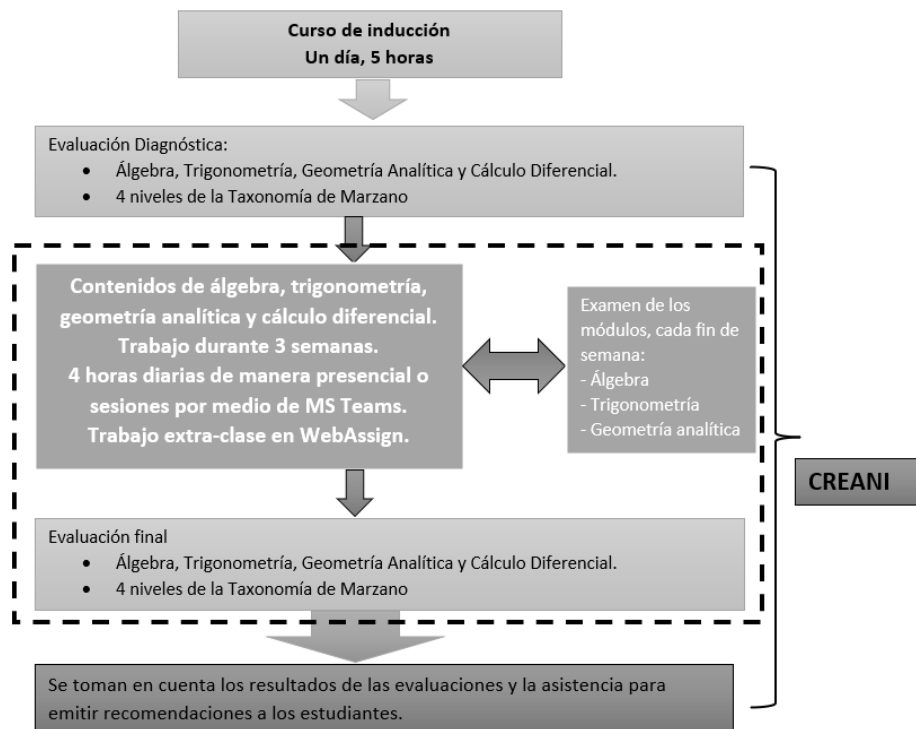 Curso de inducción
Un día, 5 horas
Evaluación Diagnóstica:
• Álgebra, Trigonometría, Geometría Analítica y Cálculo Diferencial.
• 4 niveles de la Taxonomía de Marzano
Contenidos de álgebra, trigonometría,
geometría analítica y cálculo diferencial.
Trabajo durante 3 semanas.
4 horas diarias de manera presencial o
sesiones por medio de MS Teams.
Trabajo extra-clase en WebAssign.
Examen de los
módulos, cada fin de
semana:
- Álgebra
- Trigonometría
- Geometría analítica
CREANI
Evaluación final
• Álgebra, Trigonometría, Geometría Analítica y Cálculo Diferencial.
• 4 niveles de la Taxonomía de Marzano
Se toman en cuenta los resultados de las evaluaciones y la asistencia para
emitir recomendaciones a los estudiantes.